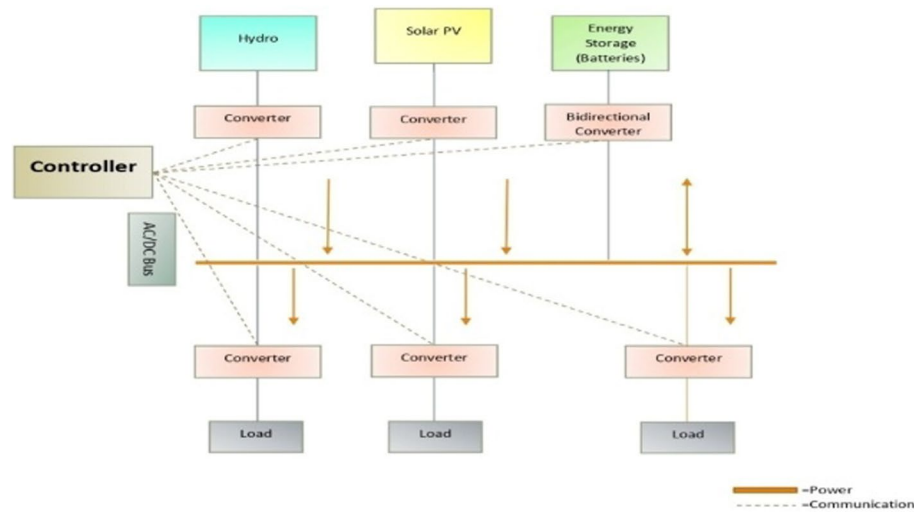 Hydro
Solar PV
Energy
Storage
(Batteries)
Converter
Converter
Bidirectional
Converter
Controller
AC/DC Bus
Converter
Converter
Converter
Load
Load
Load
=Power
=Communication